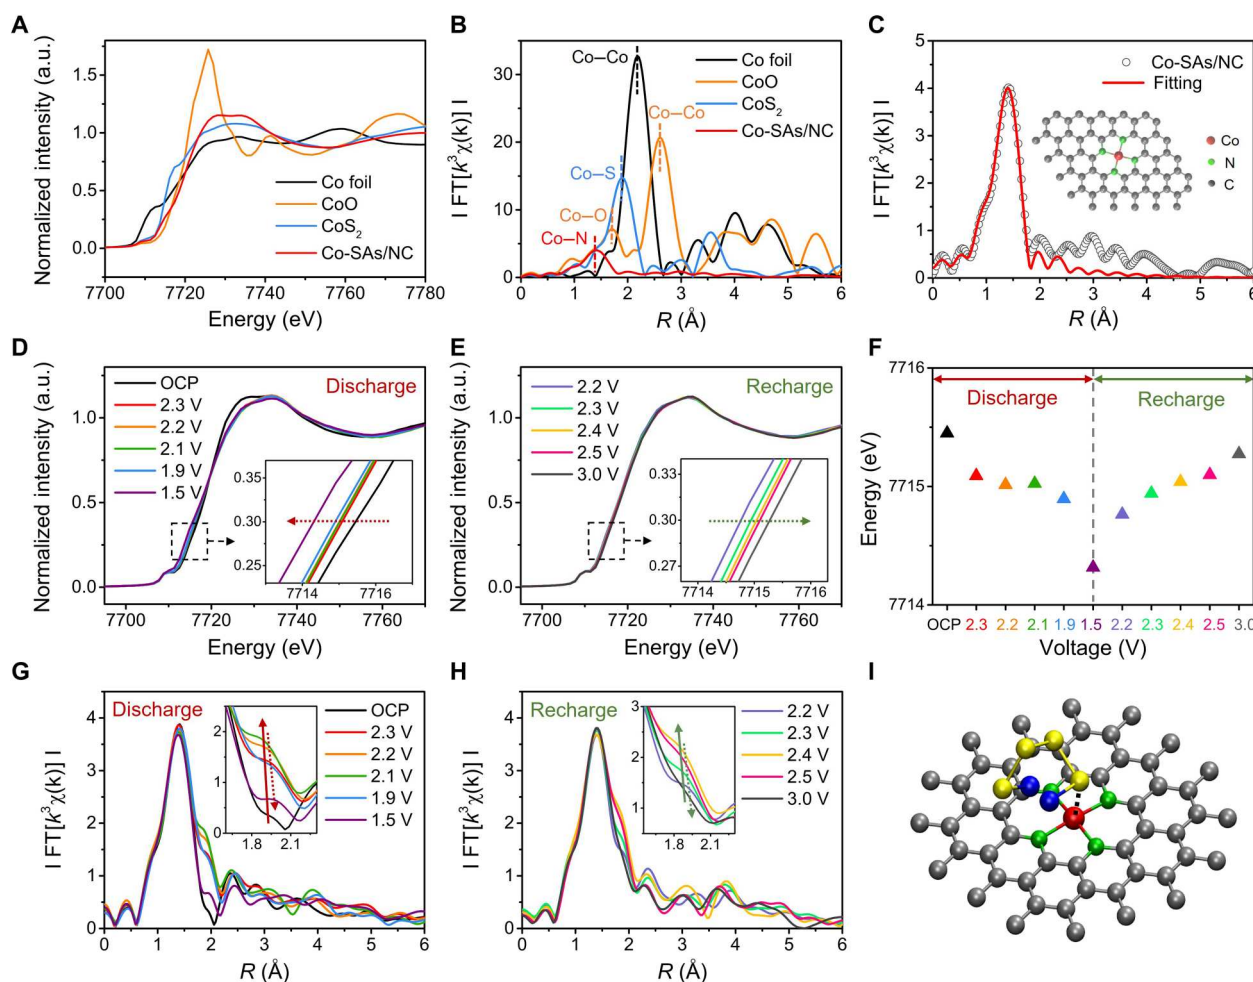 A
Normalized intensity (a.u.)
1.5
1.0
0.5
0.0
Co foil
CoO
CoS2
Co-SAs/NC
7700 7720 7740 7760 7780
Energy (eV)
B
| FT[k³χ(k)] |
30
20
10
0
Co–Co
Co–Co
Co–S
Co–O
Co–N
Co foil
CoO
CoS2
Co-SAs/NC
0 1 2 3 4 5 6
R (Å)
C
| FT[k³χ(k)] |
5
4
3
2
1
0
Co-SAs/NC
Fitting
Co
N
C
0 1 2 3 4 5 6
R (Å)
D
Normalized intensity (a.u.)
1.0
0.5
0.0
OCP
2.3 V
2.2 V
2.1 V
1.9 V
1.5 V
Discharge
0.35
0.30
0.25
7714 7716
7700 7720 7740 7760
Energy (eV)
E
Normalized intensity (a.u.)
1.0
0.5
0.0
2.2 V
2.3 V
2.4 V
2.5 V
3.0 V
Recharge
0.33
0.30
0.27
7714 7715 7716
7700 7720 7740 7760
Energy (eV)
F
Energy (eV)
7716
7715
7714
Discharge
Recharge
OCP 2.3 2.2 2.1 1.9 1.5 2.2 2.3 2.4 2.5 3.0
Voltage (V)
G
| FT[k³χ(k)] |
4
3
2
1
0
Discharge
2
1
0
1.8 2.1
OCP
2.3 V
2.2 V
2.1 V
1.9 V
1.5 V
0 1 2 3 4 5 6
R (Å)
H
| FT[k³χ(k)] |
4
3
2
1
0
Recharge
3
2
1
0
1.8 2.1
2.2 V
2.3 V
2.4 V
2.5 V
3.0 V
0 1 2 3 4 5 6
R (Å)
I